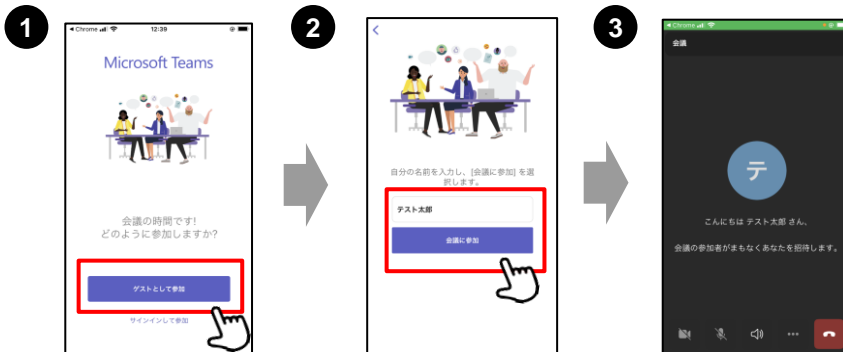 1
◀ Chrome 12:39
Microsoft Teams
会議の時間です!
どのように参加しますか?
ゲストとして参加
サインインして参加
2
自分の名前を入力し、[会議に参加] を選
択します。
テスト太郎
会議に参加
3
◀ Chrome
会議
テ
こんにちは テスト太郎 さん、
会議の参加者がまもなくあなたを招待します。